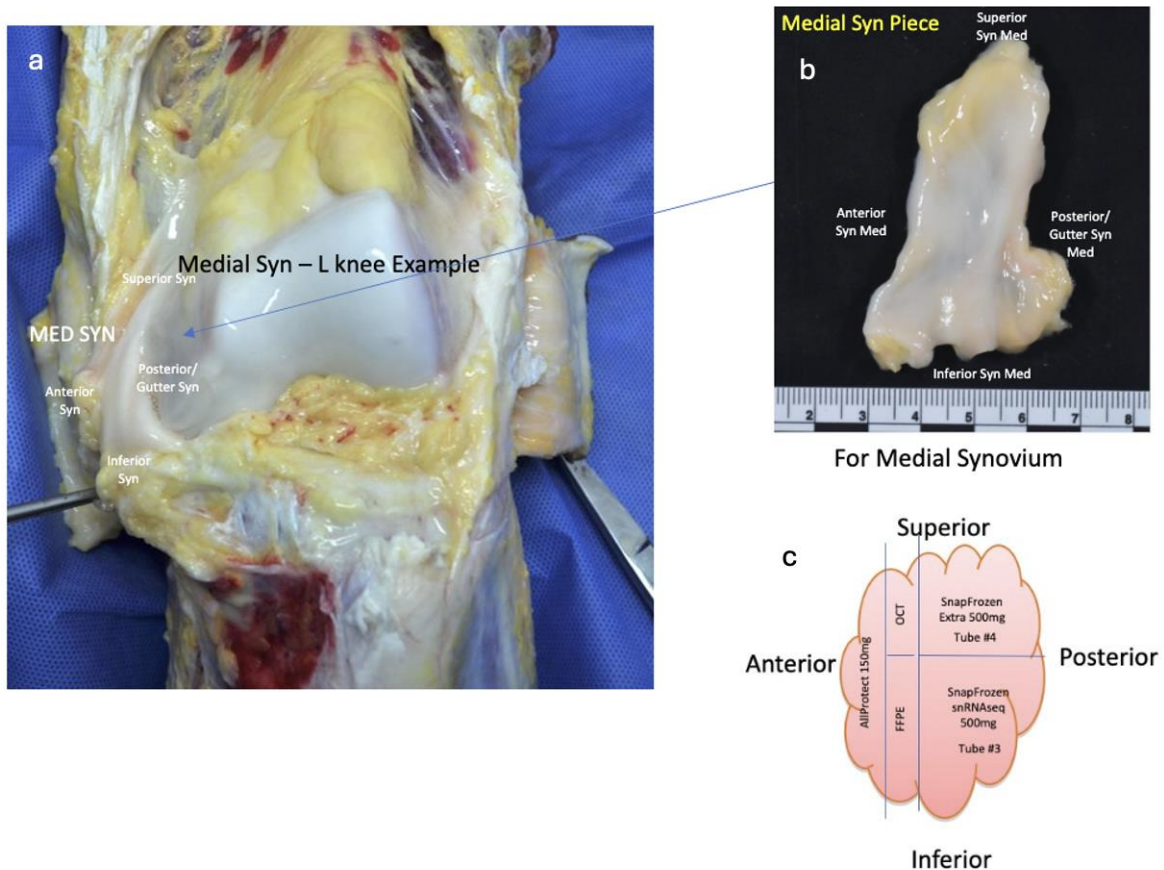 a
Medial Syn – L knee Example
Superior Syn
MED SYN
Posterior/
Gutter Syn
Anterior
Syn
Inferior
Syn
Medial Syn Piece
b
Superior
Syn Med
Anterior
Syn Med
Posterior/
Gutter Syn
Med
Inferior Syn Med
2 3 4 5 6 7 8
For Medial Synovium
c
Superior
Anterior
Posterior
Inferior
AllProtect 150mg
OCT
FFPE
SnapFrozen
Extra 500mg
Tube #4
SnapFrozen
snRNAseq
500mg
Tube #3